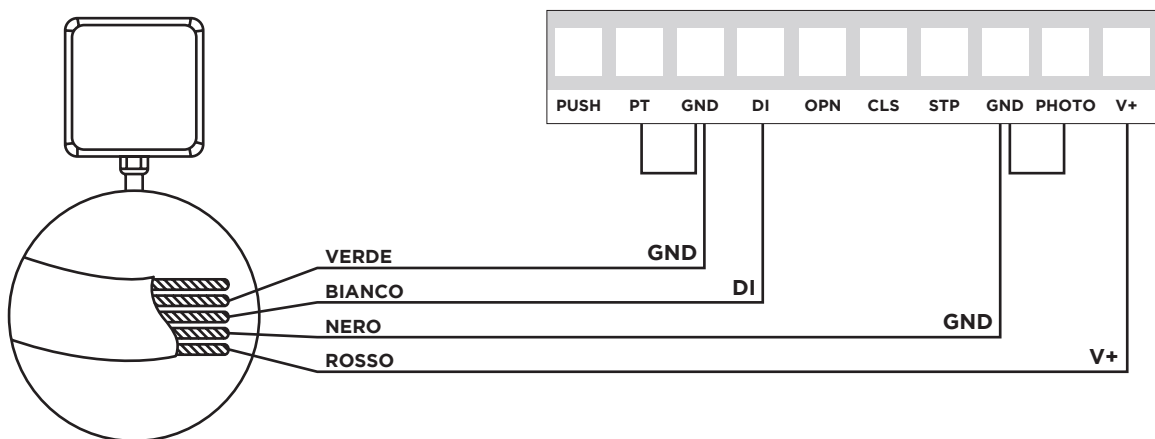 PUSH PT GND DI OPN CLS STP GND PHOTO V+
VERDE GND
BIANCO DI
NERO GND
ROSSO V+